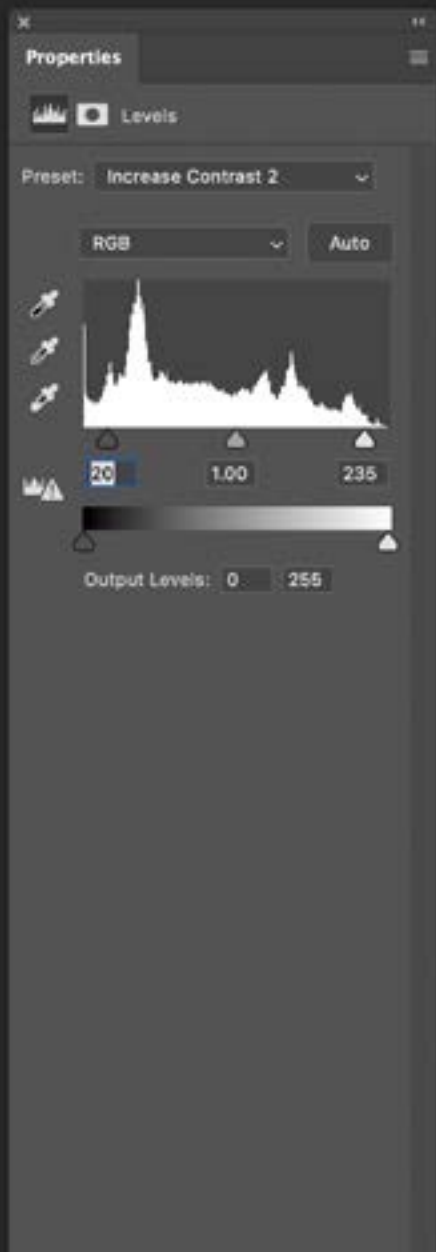 Properties
Levels
Preset: Increase Contrast 2
RGB Auto
20 1.00 235
Output Levels: 0 255